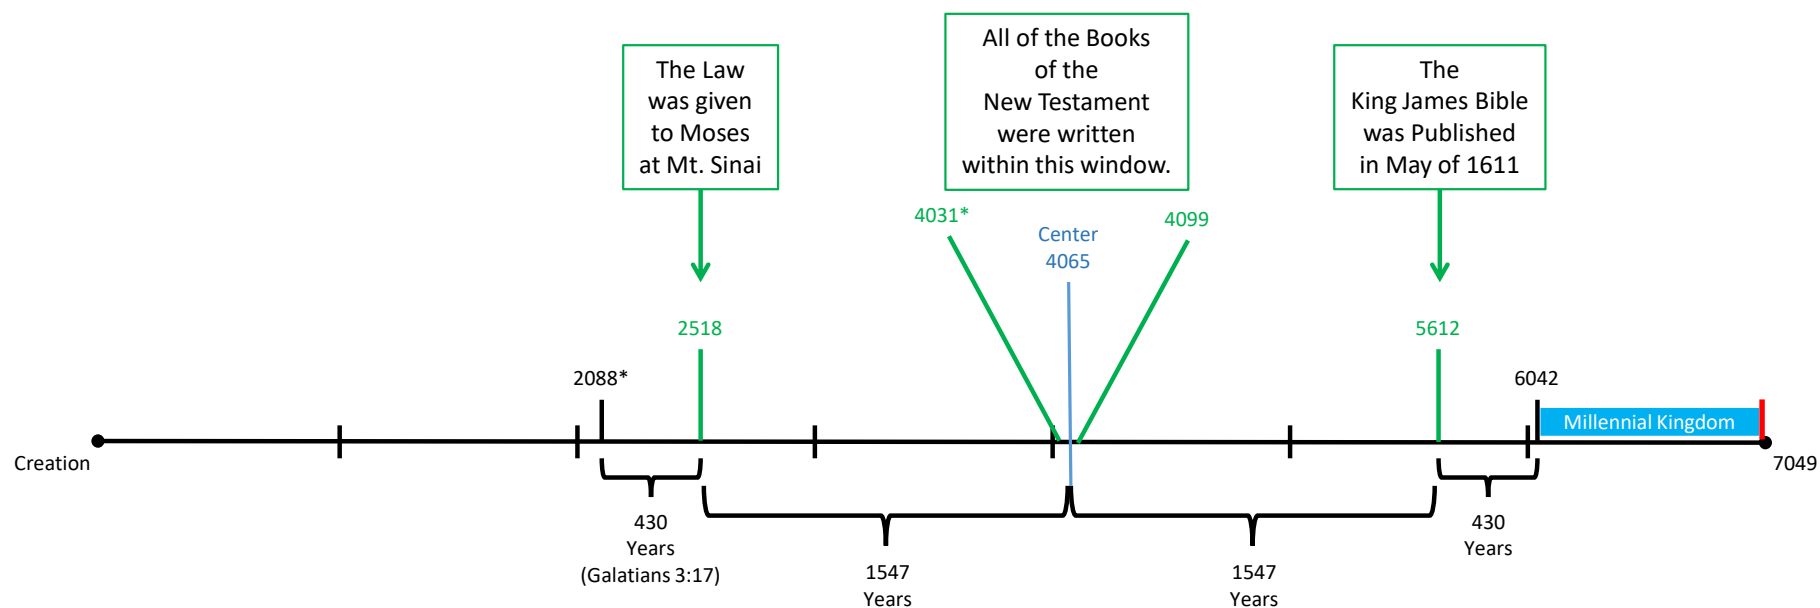 The Law
was given
to Moses
at Mt. Sinai
All of the Books
of the
New Testament
were written
within this window.
The
King James Bible
was Published
in May of 1611
4031*
Center
4065
4099
2518
5612
2088*
6042
Millennial Kingdom
Creation
7049
430
Years
(Galatians 3:17)
1547
Years
1547
Years
430
Years